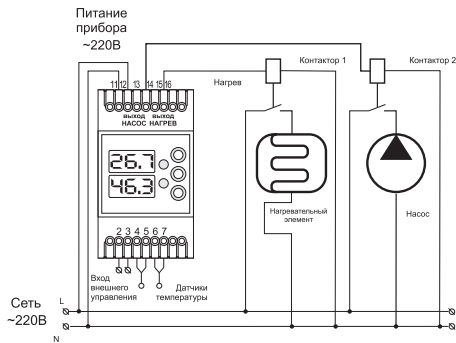 Питание
прибора
~220В
Контактор 1
Контактор 2
11 12 13 14 15 16
Нагрев
ВЫХОД ВЫХОД
НАСОС НАГРЕВ
26.7
46.3
Нагревательный
элемент
Насос
2 3 4 5 6 7
Вход
внешнего
управления
Датчики
температуры
Сеть
~220В
L
N